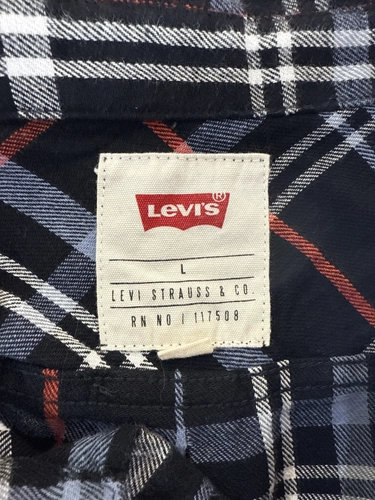 LEVI'S®
L
LEVI STRAUSS & CO.
RN NO / 117508